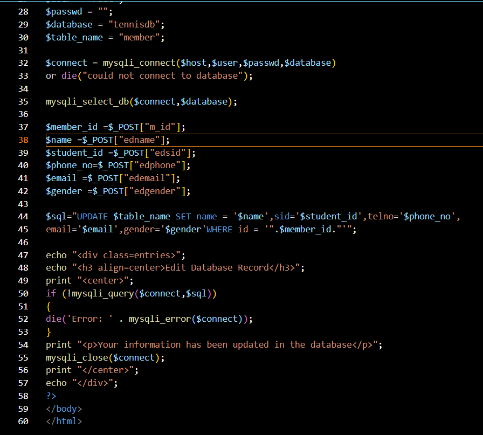 28 $passwd = "";
29 $database = "tennisdb";
30 $table_name = "member";
31
32 $connect = mysqli_connect($host,$user,$passwd,$database)
33 or die("could not connect to database");
34
35 mysqli_select_db($connect,$database);
36
37 $member_id =$_POST["m_id"];
38 $name =$_POST["edname"];
39 $student_id =$_POST["edsid"];
40 $phone_no=$_POST["edphone"];
41 $email =$_POST["edemail"];
42 $gender =$_POST["edgender"];
43
44 $sql="UPDATE $table_name SET name = '$name',sid='$student_id',telno='$phone_no',
45 email='$email',gender='$gender'WHERE id = '".$member_id."'";
46
47 echo "<div class=entries>";
48 echo "<h3 align=center>Edit Database Record</h3>";
49 print "<center>";
50 if (!mysqli_query($connect,$sql))
51 {
52 die('Error: ' . mysqli_error($connect));
53 }
54 print "<p>Your information has been updated in the database</p>";
55 mysqli_close($connect);
56 print "</center>";
57 echo "</div>";
58 ?>
59 </body>
60 </html>